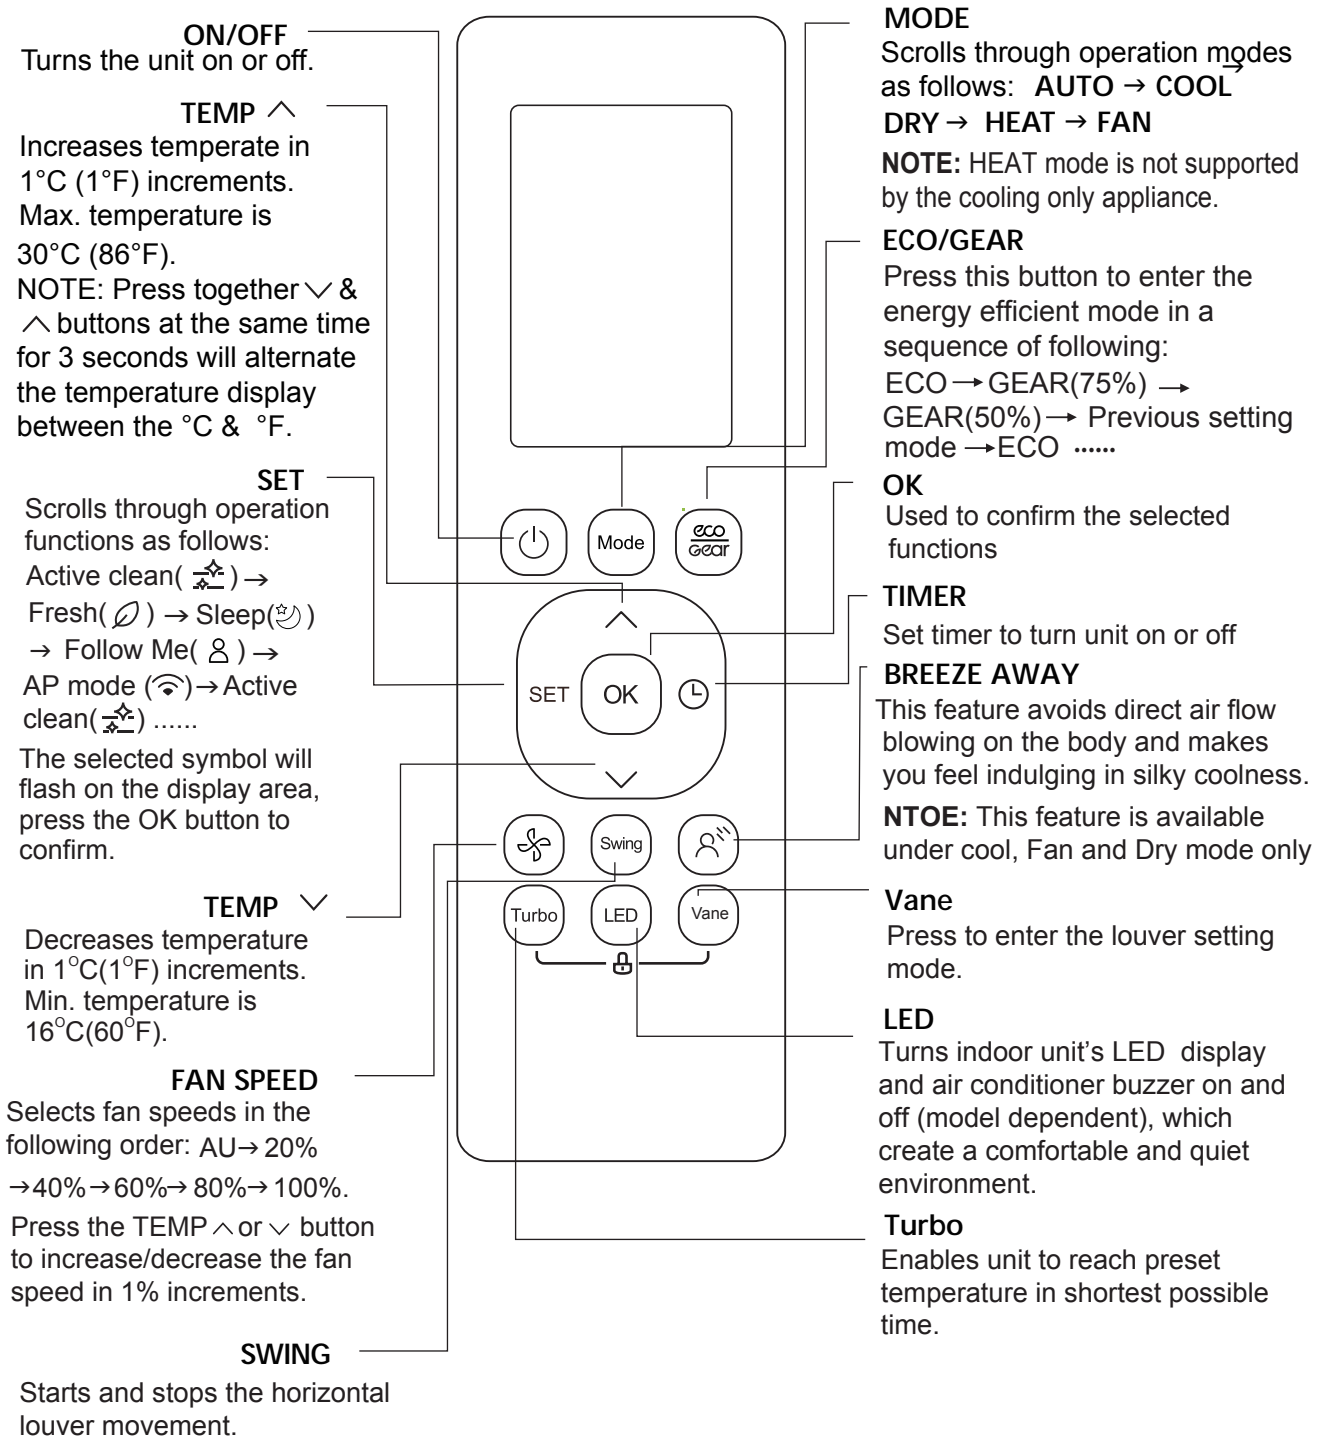 ON/OFF
Turns the unit on or off.
TEMP
Increases temperate in
1°C (1°F) increments.
Max. temperature is
30°C (86°F).
NOTE: Press together &
buttons at the same time
for 3 seconds will alternate
the temperature display
between the °C & °F.
SET
Scrolls through operation
functions as follows:
Active clean( ) →
Fresh( ) → Sleep( )
→ Follow Me( ) →
AP mode ( ) → Active
clean( ) ......
The selected symbol will
flash on the display area,
press the OK button to
confirm.
TEMP
Decreases temperature
in 1°C(1°F) increments.
Min. temperature is
16°C(60°F).
FAN SPEED
Selects fan speeds in the
following order: AU→ 20%
→40%→60%→ 80%→100%.
Press the TEMP or button
to increase/decrease the fan
speed in 1% increments.
SWING
Starts and stops the horizontal
louver movement.
Mode
eco
Gear
SET
OK
Swing
Turbo
LED
Vane
MODE
Scrolls through operation modes
as follows: AUTO → COOL →
DRY → HEAT → FAN
NOTE: HEAT mode is not supported
by the cooling only appliance.
ECO/GEAR
Press this button to enter the
energy efficient mode in a
sequence of following:
ECO → GEAR(75%) →
GEAR(50%) → Previous setting
mode → ECO ......
OK
Used to confirm the selected
functions
TIMER
Set timer to turn unit on or off
BREEZE AWAY
This feature avoids direct air flow
blowing on the body and makes
you feel indulging in silky coolness.
NTOE: This feature is available
under cool, Fan and Dry mode only
Vane
Press to enter the louver setting
mode.
LED
Turns indoor unit's LED display
and air conditioner buzzer on and
off (model dependent), which
create a comfortable and quiet
environment.
Turbo
Enables unit to reach preset
temperature in shortest possible
time.